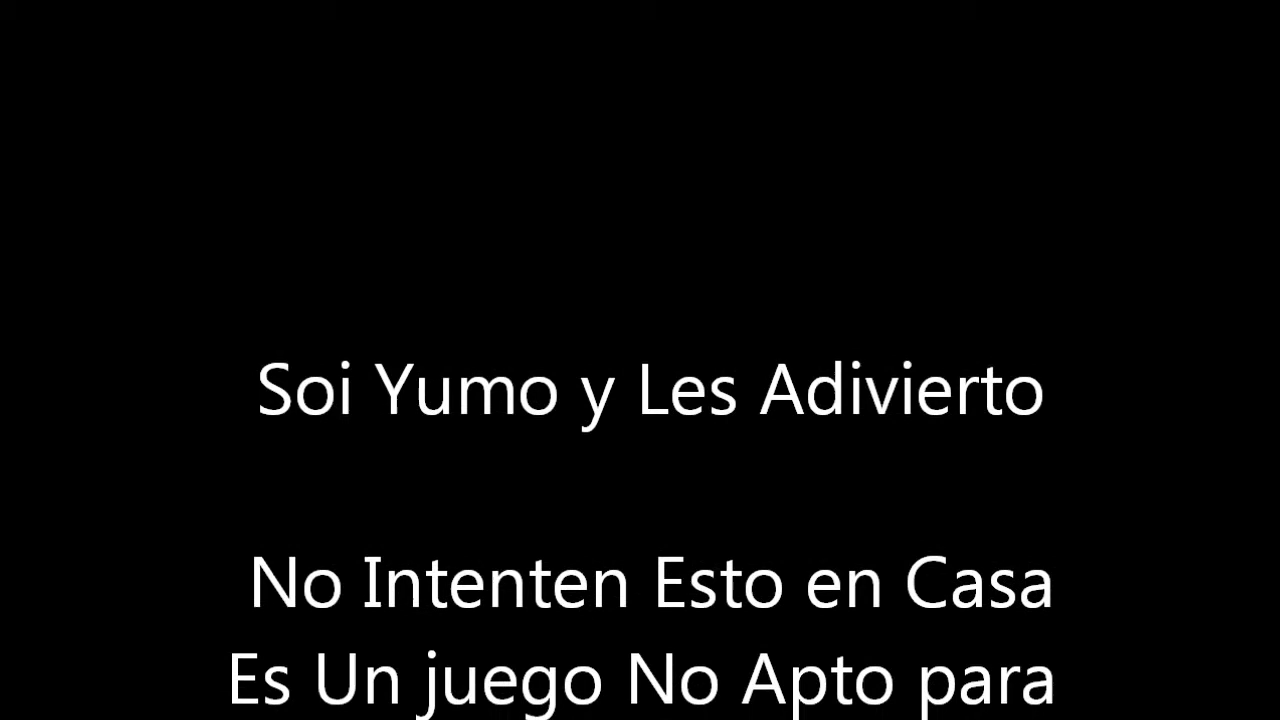 Soi Yumo y Les Adivierto
No Intenten Esto en Casa
Es Un juego No Apto para